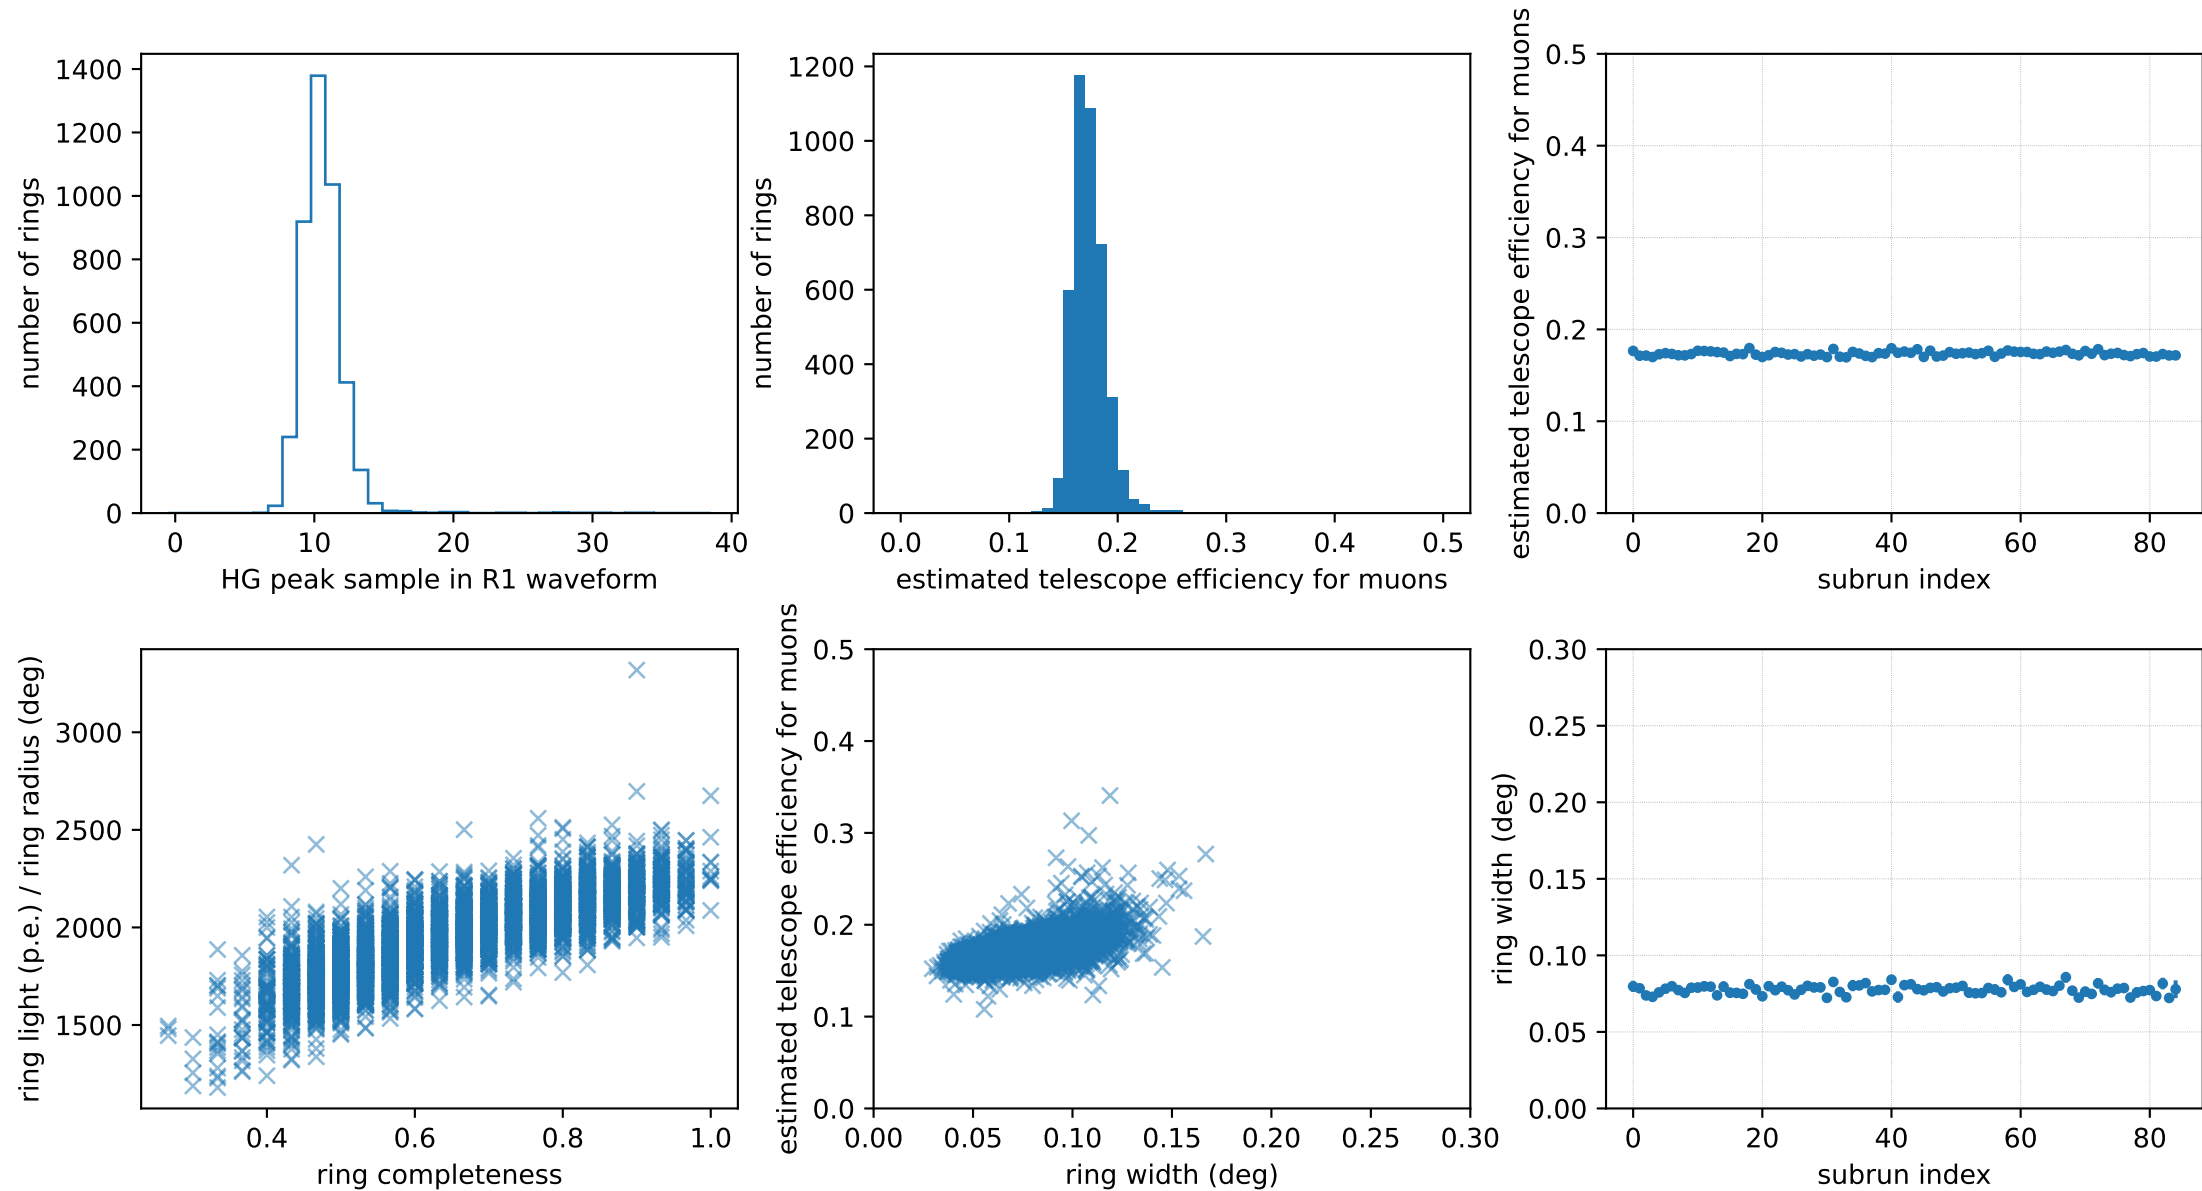 number of rings
1400
1200
1000
800
600
400
200
0
0 10 20 30 40
HG peak sample in R1 waveform
number of rings
1200
1000
800
600
400
200
0
0.0 0.1 0.2 0.3 0.4 0.5
estimated telescope efficiency for muons
estimated telescope efficiency for muons
0.5
0.4
0.3
0.2
0.1
0.0
0 20 40 60 80
subrun index
ring light (p.e.) / ring radius (deg)
3000
2500
2000
1500
0.4 0.6 0.8 1.0
ring completeness
estimated telescope efficiency for muons
0.5
0.4
0.3
0.2
0.1
0.0
0.00 0.05 0.10 0.15 0.20 0.25 0.30
ring width (deg)
ring width (deg)
0.30
0.25
0.20
0.15
0.10
0.05
0.00
0 20 40 60 80
subrun index